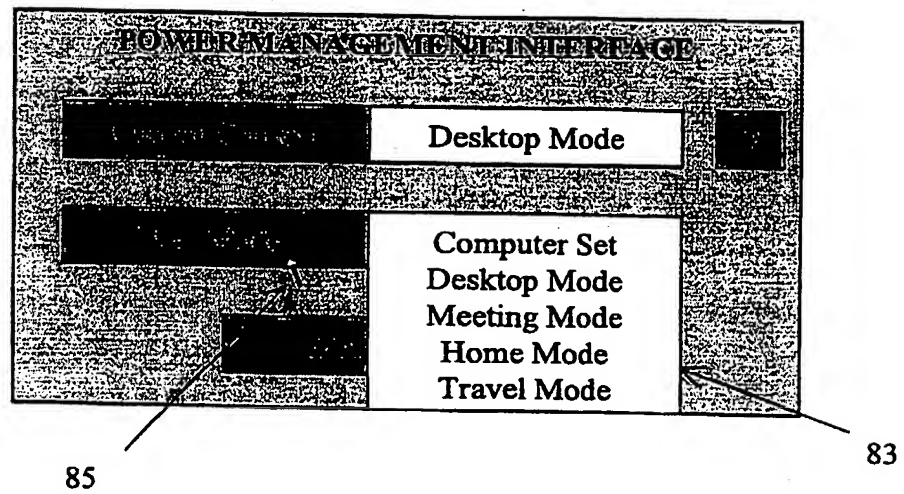 POWER MANAGEMENT INTERFACE
Desktop Mode
Computer Set
Desktop Mode
Meeting Mode
Home Mode
Travel Mode
85
83